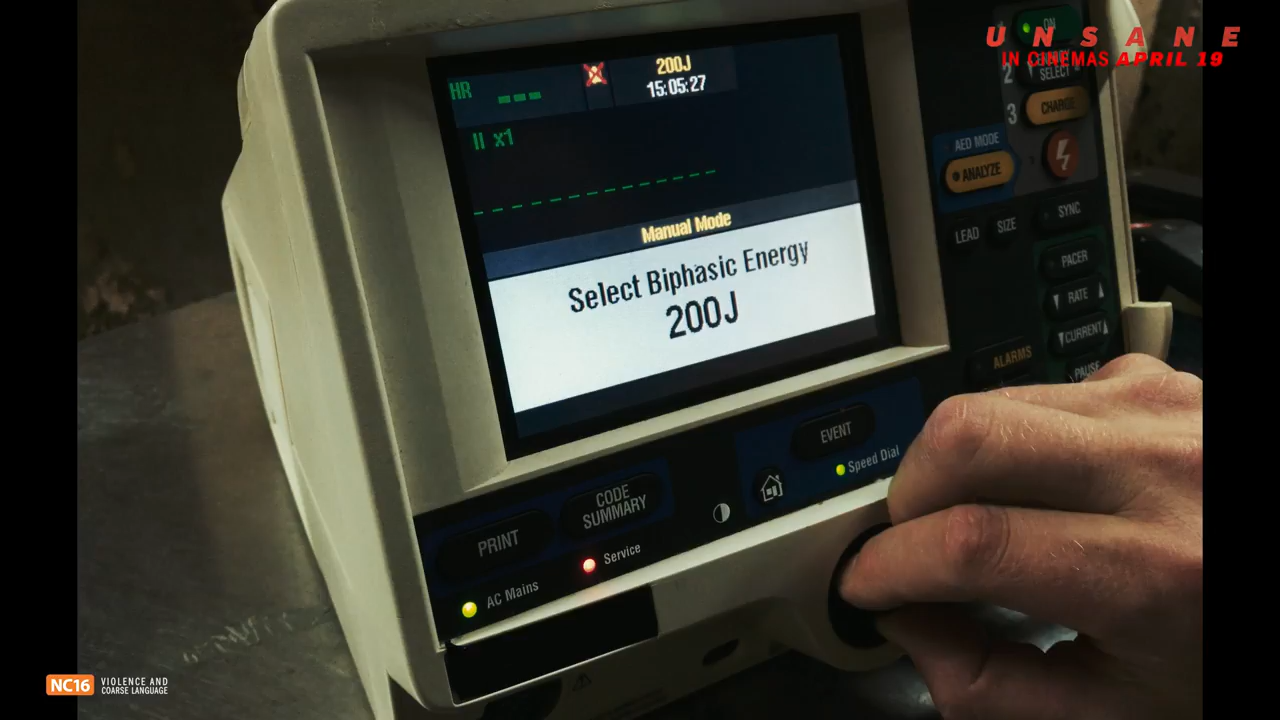 UNSANE
IN CINEMAS APRIL 19
HR ---
200J
15:05:27
II x1
Manual Mode
Select Biphasic Energy
200J
ON
2
SELECT
3 CHARGE
AED MODE
ANALYZE
SYNC
LEAD
SIZE
PACER
RATE
CURRENT
PAUSE
ALARMS
EVENT
Speed Dial
CODE
SUMMARY
PRINT
Service
AC Mains
NC16
VIOLENCE AND
COARSE LANGUAGE